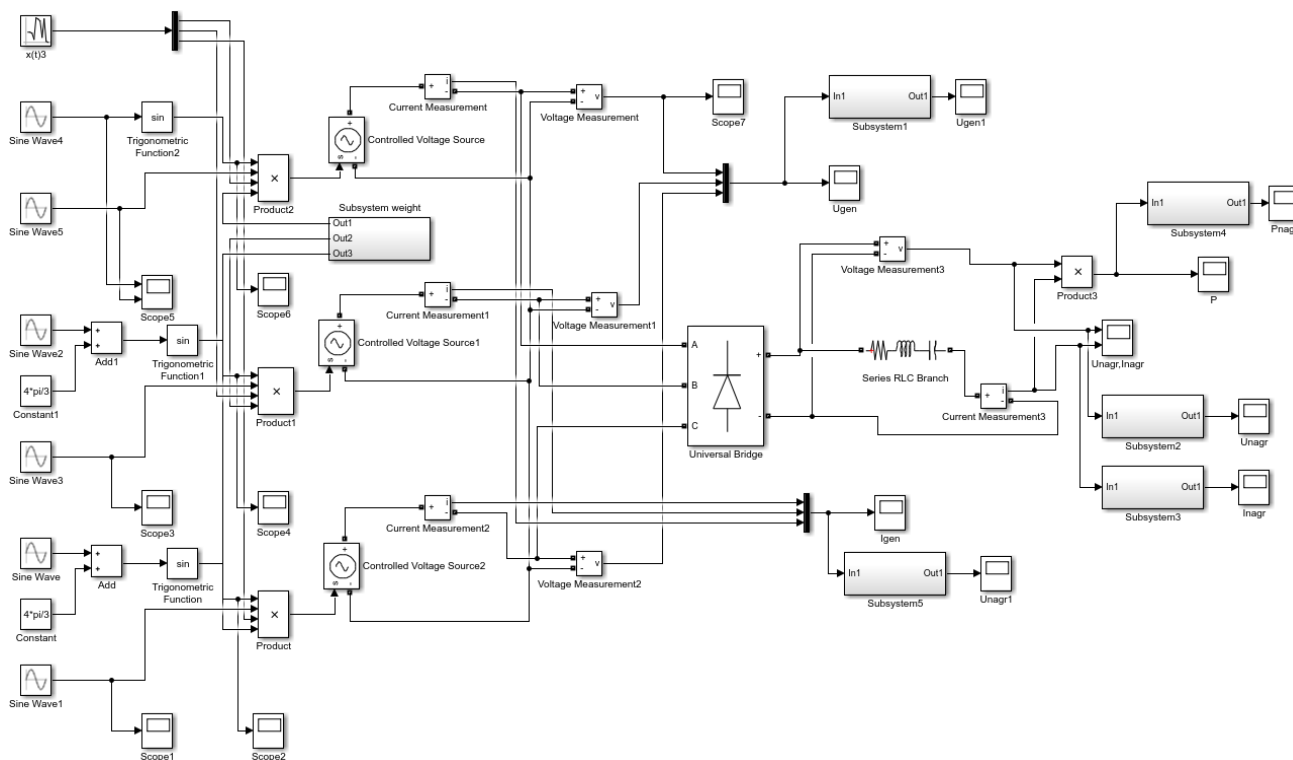 x(t)3
Sine Wave4
sin
Trigonometric
Function2
Sine Wave5
×
Product2
Controlled Voltage Source
+
s
-
+
i
-
Current Measurement
+
-
v
Voltage Measurement
Scope7
In1
Out1
Subsystem1
Ugen1
Ugen
Subsystem weight
Out1
Out2
Out3
Scope5
Scope6
In1
Out1
Subsystem4
Pnag
+
-
v
Voltage Measurement3
×
Product3
P
Sine Wave2
+
+
Add1
sin
Trigonometric
Function1
4*pi/3
Constant1
×
Product1
Controlled Voltage Source1
+
s
-
+
i
-
Current Measurement1
+
-
v
Voltage Measurement1
A
B
C
+
-
Universal Bridge
Series RLC Branch
+
i
-
Current Measurement3
Unagr,Inagr
In1
Out1
Subsystem2
Unagr
In1
Out1
Subsystem3
Inagr
Sine Wave3
Scope3
Scope4
Sine Wave
+
+
Add
sin
Trigonometric
Function
4*pi/3
Constant
×
Product
Controlled Voltage Source2
+
s
-
+
i
-
Current Measurement2
+
-
v
Voltage Measurement2
Igen
In1
Out1
Subsystem5
Unagr1
Sine Wave1
Scope1
Scope2